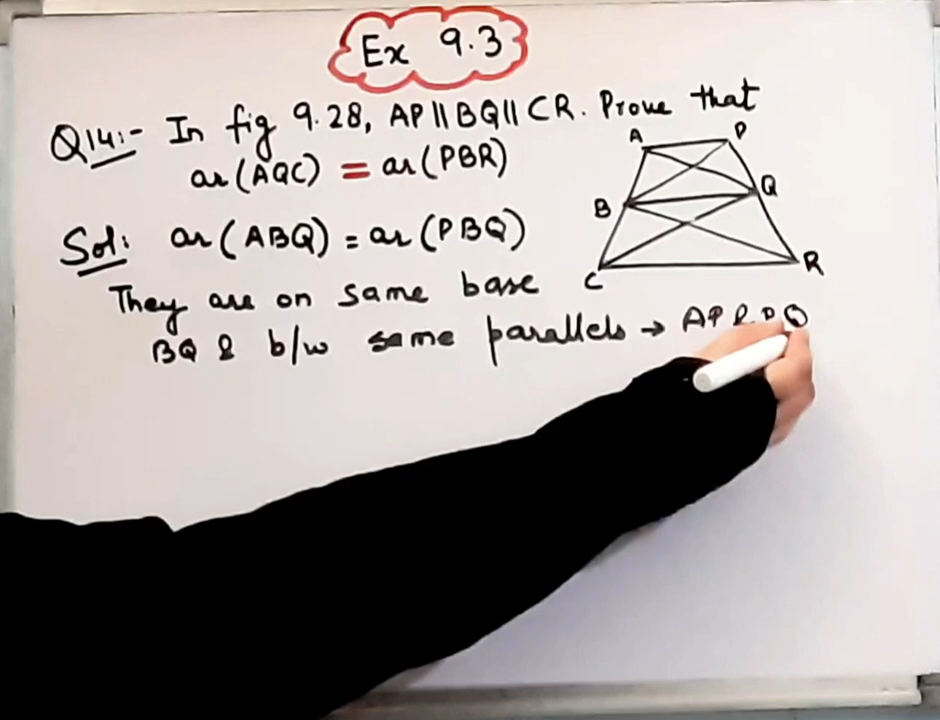 Ex 9.3
Q14:- In fig 9.28, AP || BQ || CR. Prove that
ar (AQC) = ar (PBR)
A P
B Q
C R
Sol: ar (ABQ) = ar (PBQ)
They are on same base
BQ & b/w same parallels → AP &